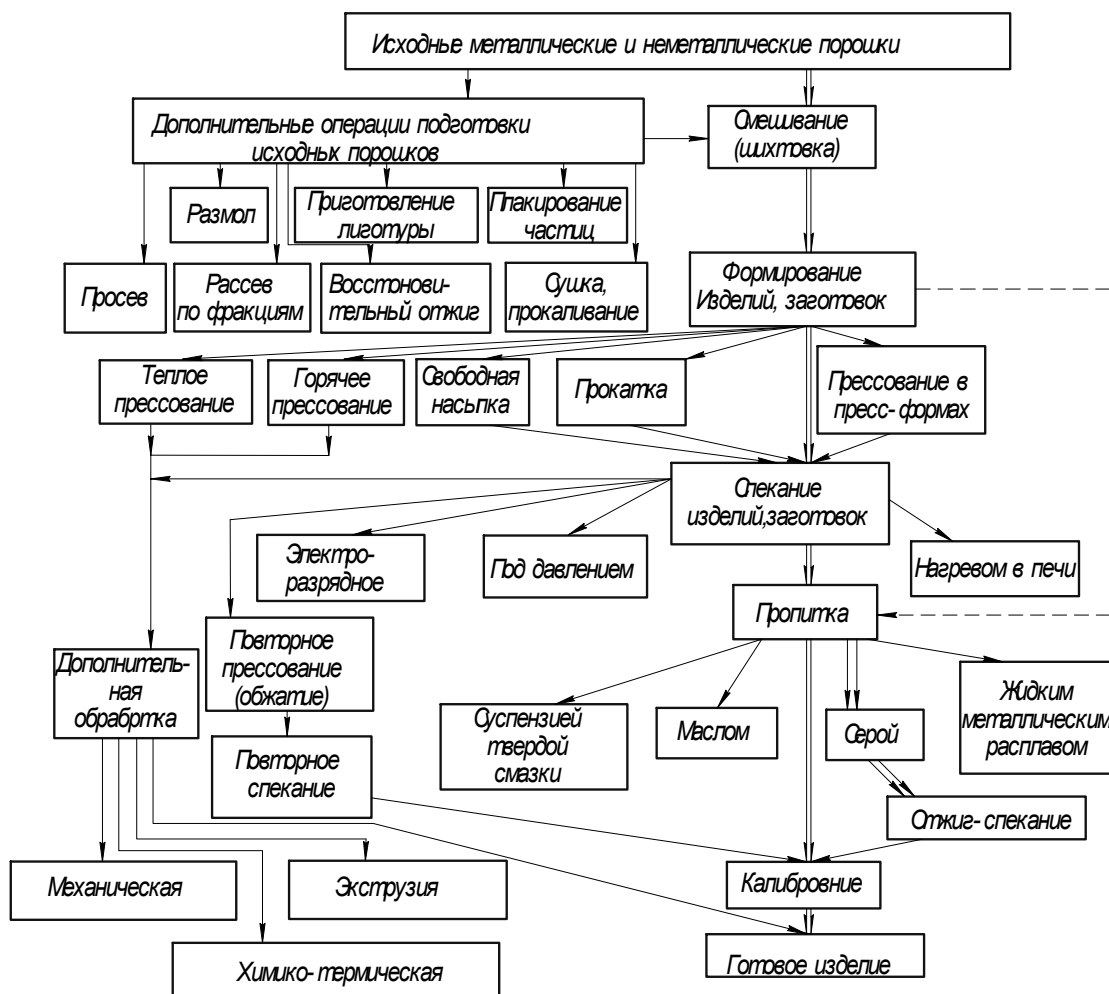 Исходные металлические и неметаллические порошки
Дополнительные операции подготовки
исходных порошков
Смешивание
(шихтовка)
Размол
Приготовление
лиготуры
Плакирование
частиц
Просев
Рассев
по фракциям
Восстонови-
тельный отжиг
Сушка,
прокаливание
Формирование
Изделий, заготовок
Теплое
прессование
Горячее
прессование
Свободная
насыпка
Прокатка
Прессование в
пресс-формах
Спекание
изделий,заготовок
Электро-
разрядное
Под давлением
Нагревом в печи
Пропитка
Повторное
прессование
(обжатие)
Дополнитель-
ная
обрабртка
Суспензией
твердой
смазки
Маслом
Серой
Жидким
металлическим
расплавом
Повторное
спекание
Отжиг-спекание
Механическая
Экструзия
Калибровние
Химико-термическая
Готовое изделие